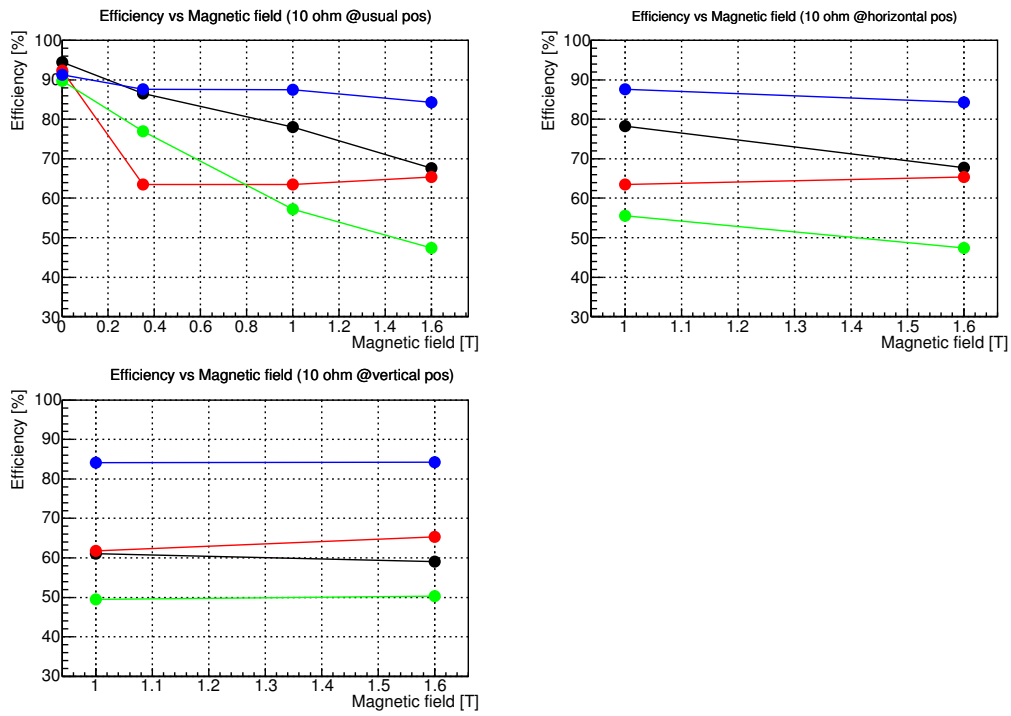 Efficiency vs Magnetic field (10 ohm @usual pos)
Efficiency [%]
100
90
80
70
60
50
40
30
0 0.2 0.4 0.6 0.8 1 1.2 1.4 1.6
Magnetic field [T]
Efficiency vs Magnetic field (10 ohm @horizontal pos)
Efficiency [%]
100
90
80
70
60
50
40
30
1 1.1 1.2 1.3 1.4 1.5 1.6
Magnetic field [T]
Efficiency vs Magnetic field (10 ohm @vertical pos)
Efficiency [%]
100
90
80
70
60
50
40
30
1 1.1 1.2 1.3 1.4 1.5 1.6
Magnetic field [T]